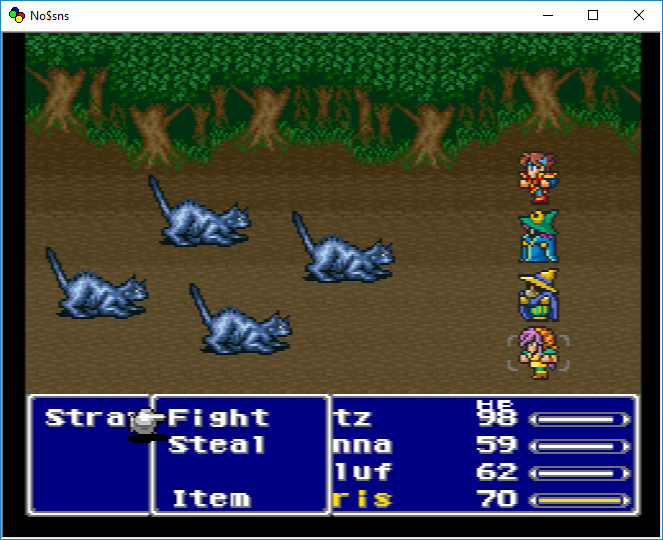 No$sns
HP
Stra Fight tz 98
Steal nna 59
luf 62
Item ris 70